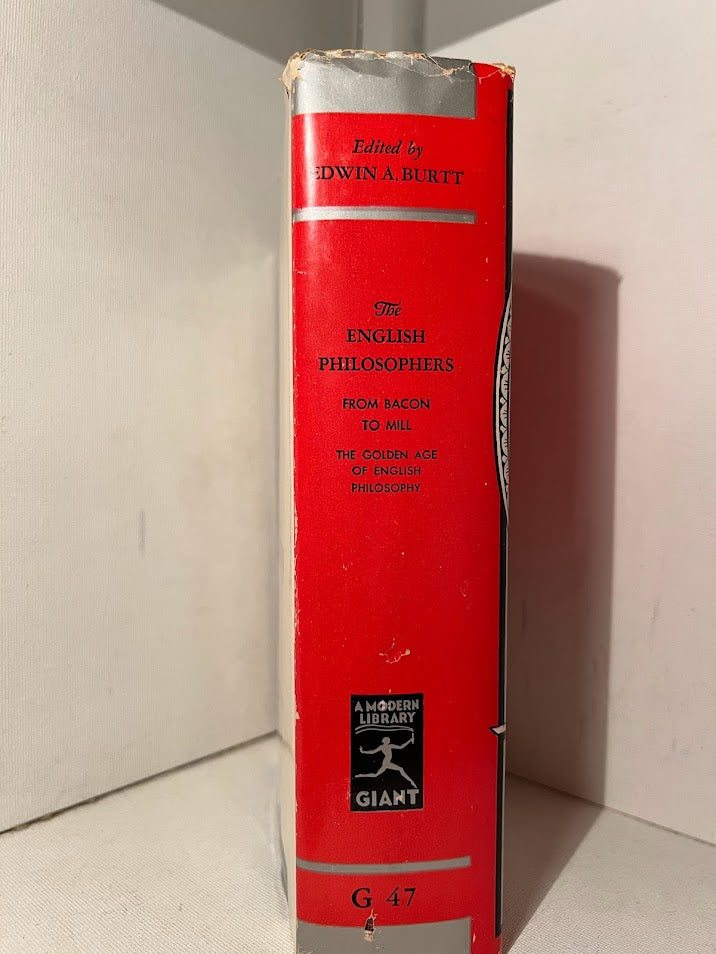 Edited by
EDWIN A. BURTT
The
ENGLISH
PHILOSOPHERS
FROM BACON
TO MILL
THE GOLDEN AGE
OF ENGLISH
PHILOSOPHY
A MODERN
LIBRARY
GIANT
G 47